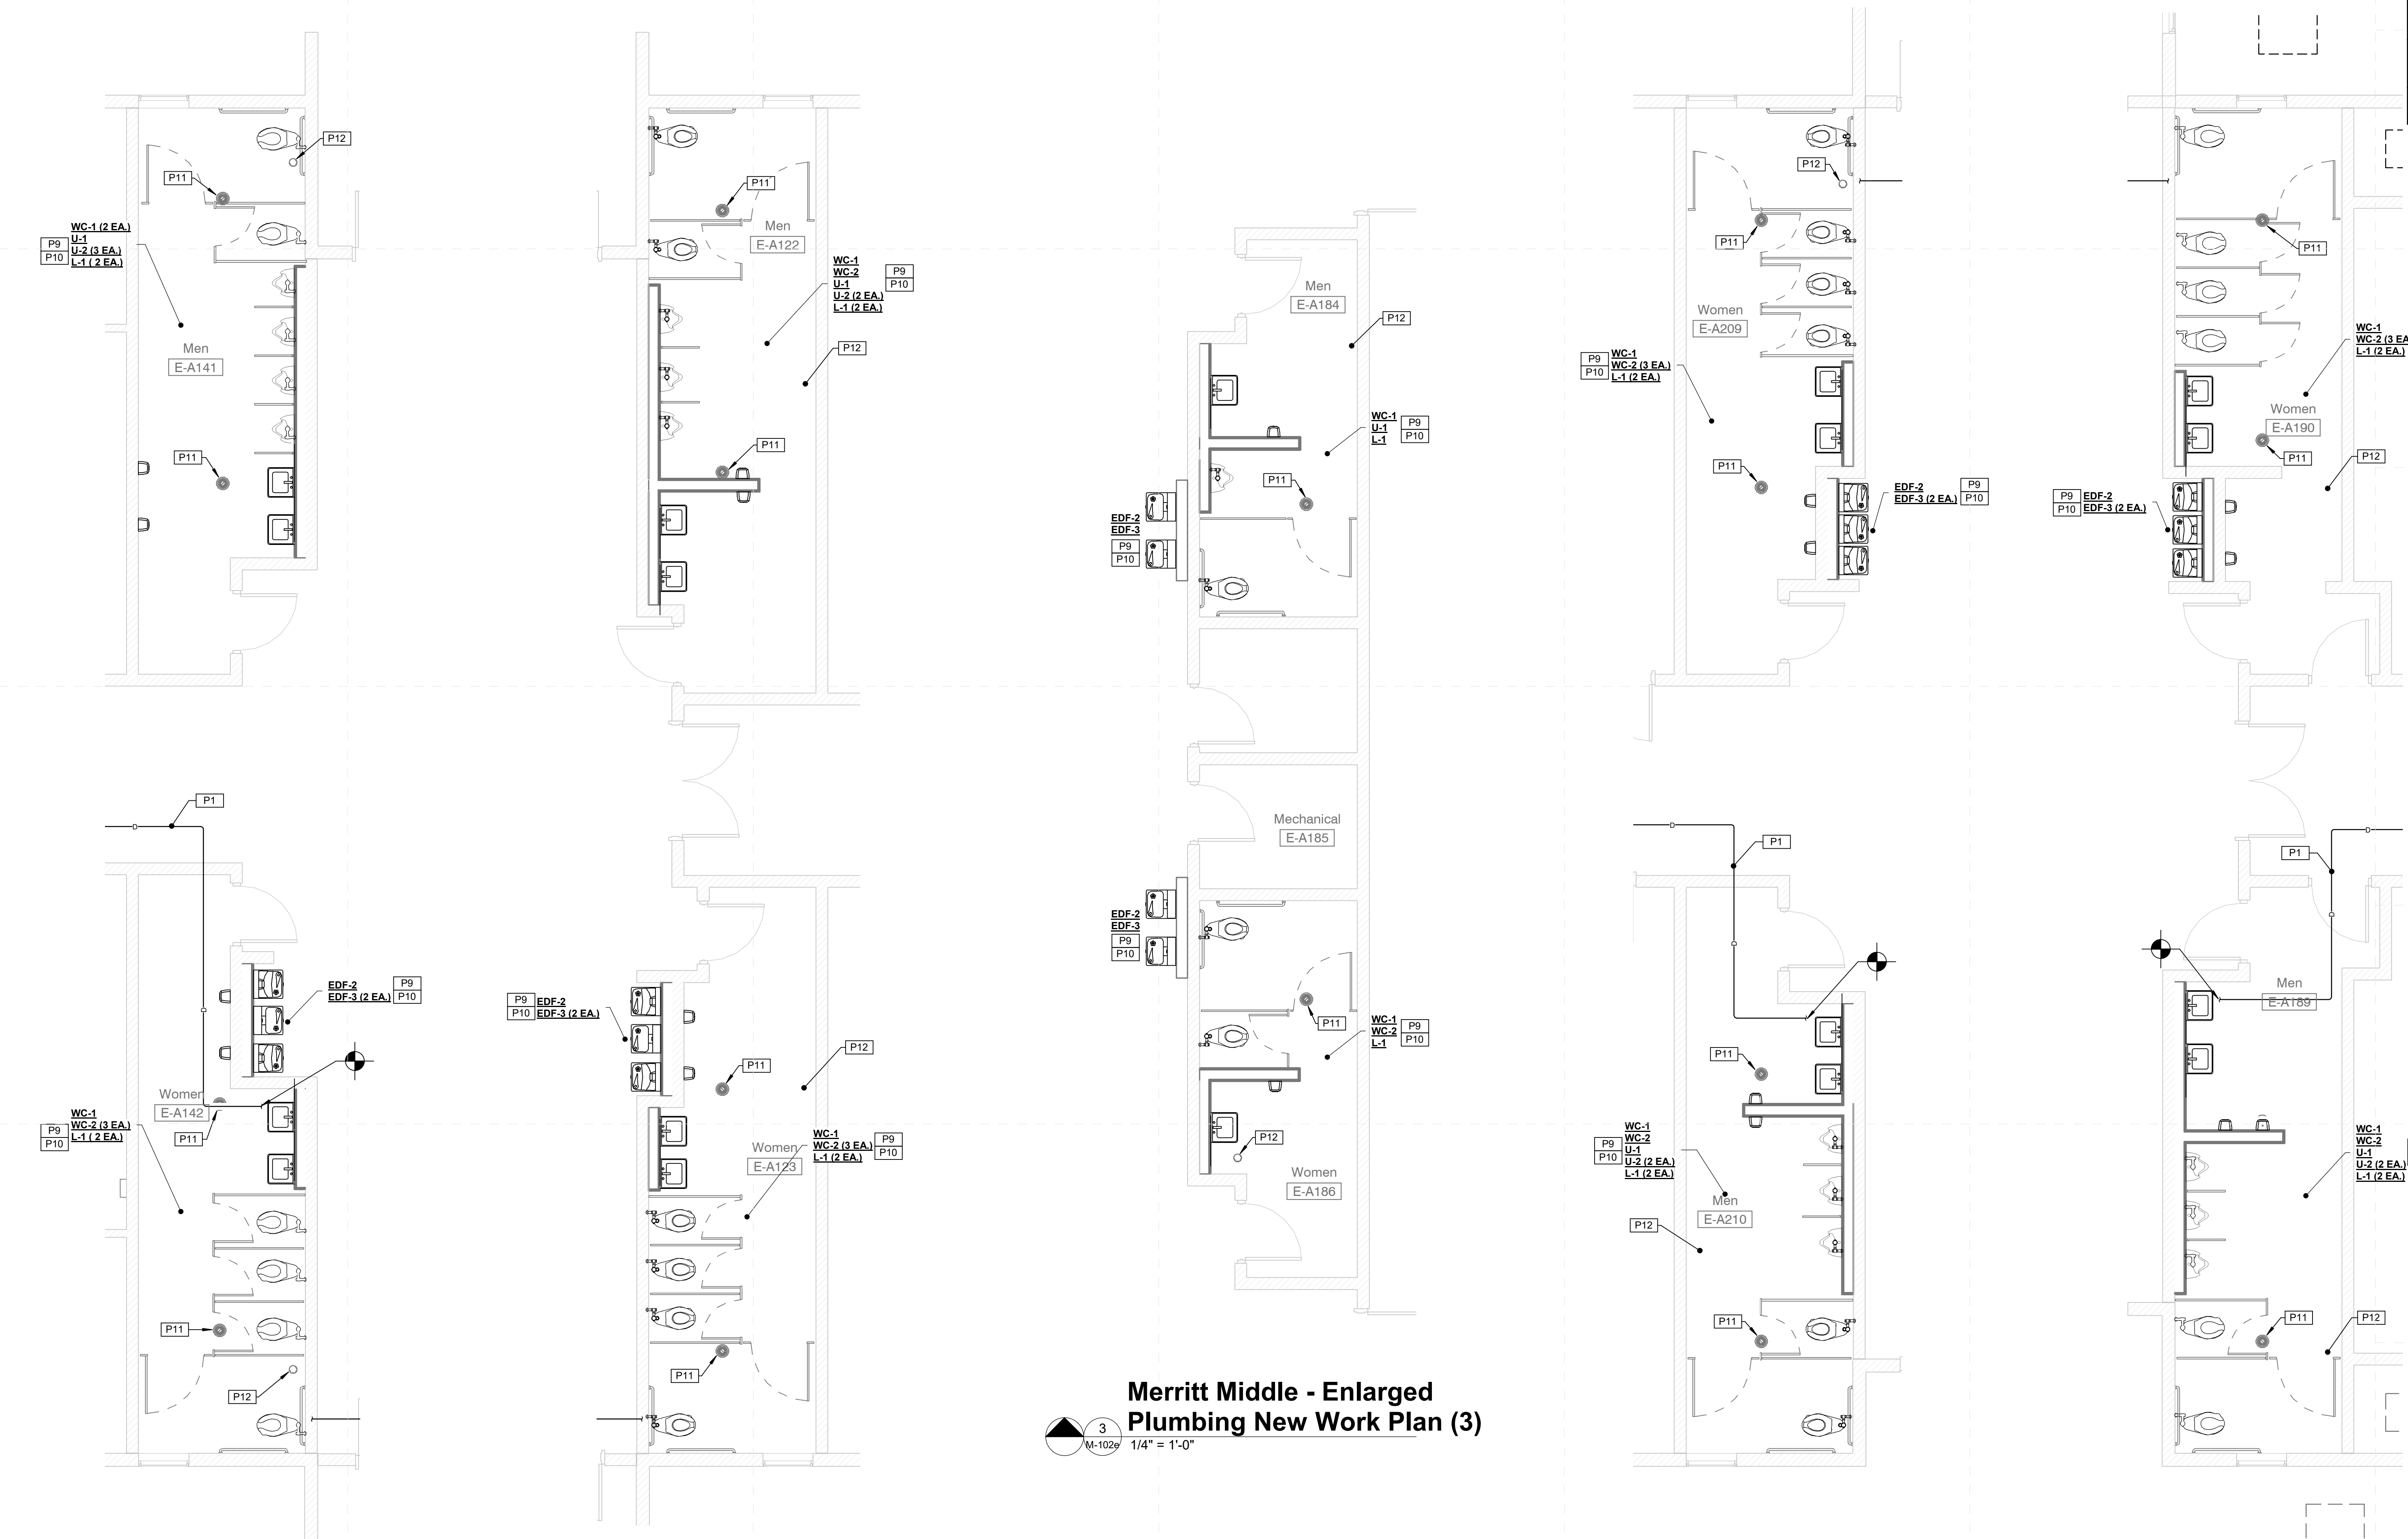 P12
P11
WC-1 (2 EA.)
U-1
U-2 (3 EA.)
L-1 ( 2 EA.)
P9
P10
Men
E-A141
P11
P11
Men
E-A122
WC-1
WC-2
U-1
U-2 (2 EA.)
L-1 (2 EA.)
P9
P10
P12
P11
Men
E-A184
P12
WC-1
U-1
L-1
P9
P10
P11
EDF-2
EDF-3
P9
P10
P12
P11
Women
E-A209
P9
P10
WC-1
WC-2 (3 EA.)
L-1 (2 EA.)
P11
EDF-2
EDF-3 (2 EA.)
P9
P10
P11
WC-1
WC-2 (3 EA
L-1 (2 EA.)
Women
E-A190
P11
P12
P9
P10
EDF-2
EDF-3 (2 EA.)
P1
EDF-2
EDF-3 (2 EA.)
P9
P10
Women
E-A142
WC-1
WC-2 (3 EA.)
L-1 ( 2 EA.)
P9
P10
P11
P11
P12
P9
P10
EDF-2
EDF-3 (2 EA.)
P11
P12
Women
E-A123
WC-1
WC-2 (3 EA.)
L-1 (2 EA.)
P9
P10
P11
Mechanical
E-A185
EDF-2
EDF-3
P9
P10
P11
WC-1
WC-2
L-1
P9
P10
P12
Women
E-A186
P1
P11
WC-1
WC-2
U-1
U-2 (2 EA.)
L-1 (2 EA.)
P9
P10
Men
E-A210
P12
P11
P1
Men
E-A189
WC-1
WC-2
U-1
U-2 (2 EA.)
L-1 (2 EA.)
P11
P12
Merritt Middle - Enlarged
Plumbing New Work Plan (3)
3
M-102e
1/4" = 1'-0"